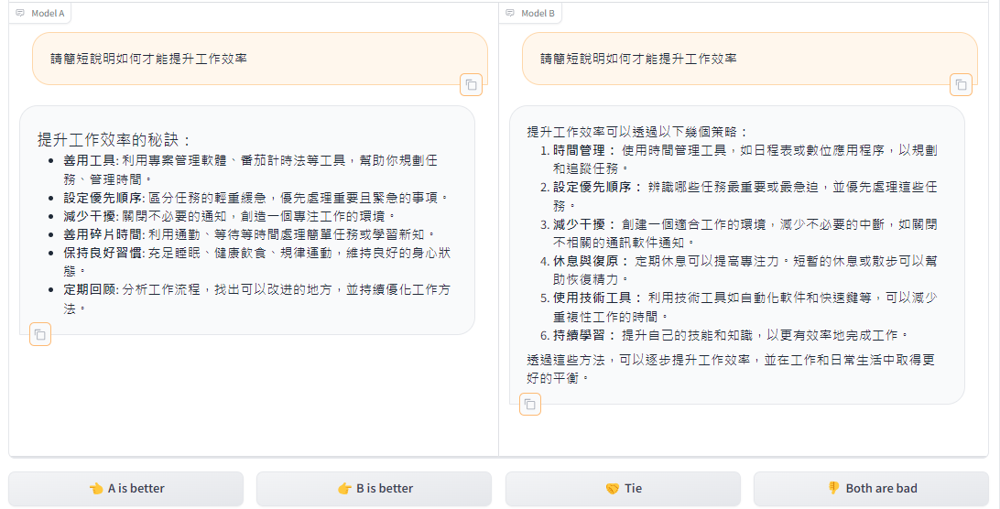 Model A
請簡短說明如何才能提升工作效率
提升工作效率的秘訣：
善用工具: 利用專案管理軟體、番茄計時法等工具，幫助你規劃任
務、管理時間。
設定優先順序: 區分任務的輕重緩急，優先處理重要且緊急的事項。
減少干擾: 關閉不必要的通知，創造一個專注工作的環境。
善用碎片時間: 利用通勤、等待等時間處理簡單任務或學習新知。
保持良好習慣: 充足睡眠、健康飲食、規律運動，維持良好的身心狀
態。
定期回顾: 分析工作流程，找出可以改进的地方，並持續優化工作方
法。
Model B
請簡短說明如何才能提升工作效率
提升工作效率可以透過以下幾個策略：
1. 時間管理： 使用時間管理工具，如日程表或數位應用程序，以規劃
和追蹤任務。
2. 設定優先順序： 辨識哪些任務最重要或最急迫，並優先處理這些任
務。
3. 減少干擾： 創建一個適合工作的環境，減少不必要的中斷，如關閉
不相關的通訊軟件通知。
4. 休息與復原： 定期休息可以提高專注力。短暫的休息或散步可以幫
助恢復精力。
5. 使用技術工具： 利用技術工具如自動化軟件和快速鍵等，可以減少
重複性工作的時間。
6. 持續學習： 提升自己的技能和知識，以更有效率地完成工作。
透過這些方法，可以逐步提升工作效率，並在工作和日常生活中取得更
好的平衡。
👈 A is better
👉 B is better
🤝 Tie
👎 Both are bad